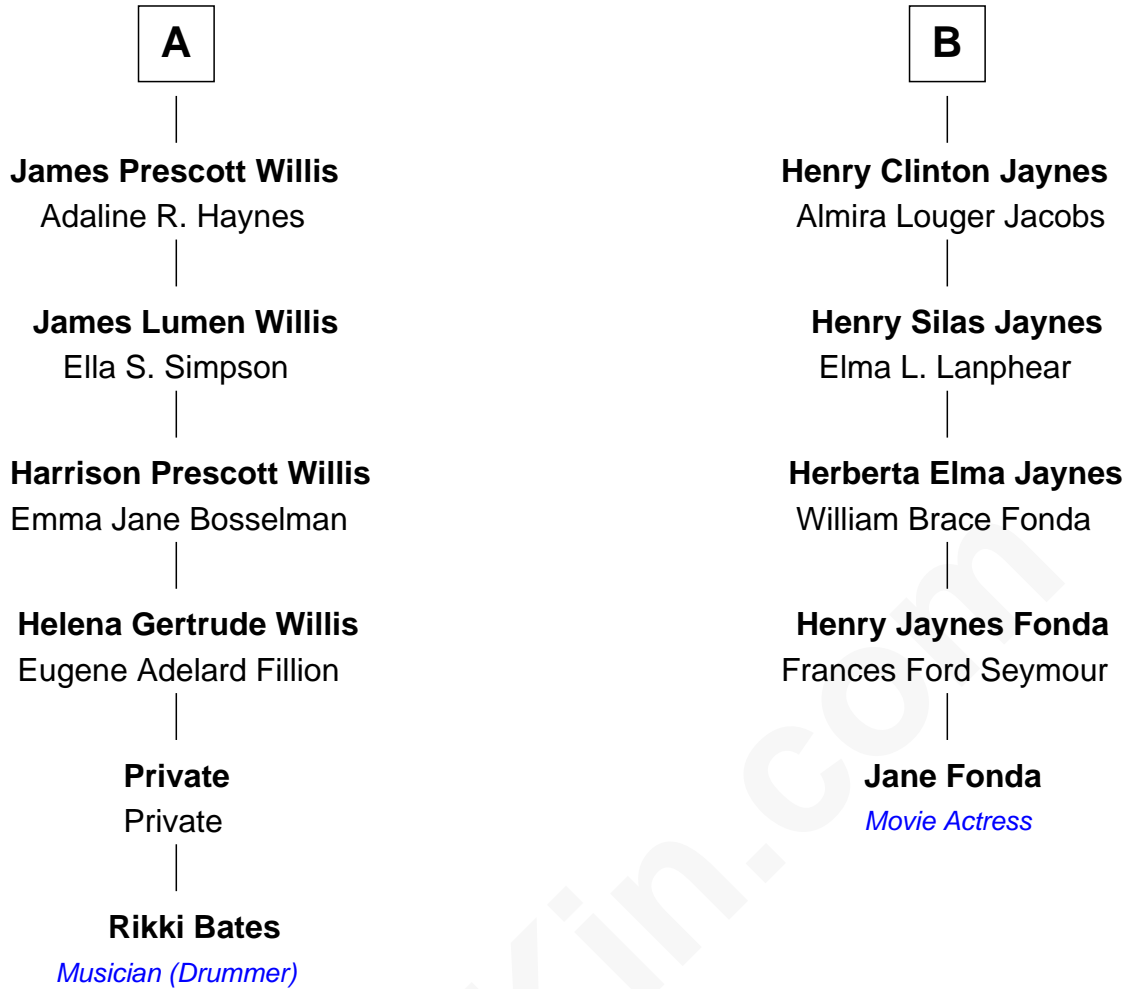 A
James Prescott Willis
Adaline R. Haynes
James Lumen Willis
Ella S. Simpson
Harrison Prescott Willis
Emma Jane Bosselman
Helena Gertrude Willis
Eugene Adelard Fillion
Private
Private
Rikki Bates
Musician (Drummer)
B
Henry Clinton Jaynes
Almira Louger Jacobs
Henry Silas Jaynes
Elma L. Lanphear
Herberta Elma Jaynes
William Brace Fonda
Henry Jaynes Fonda
Frances Ford Seymour
Jane Fonda
Movie Actress
Kin.com